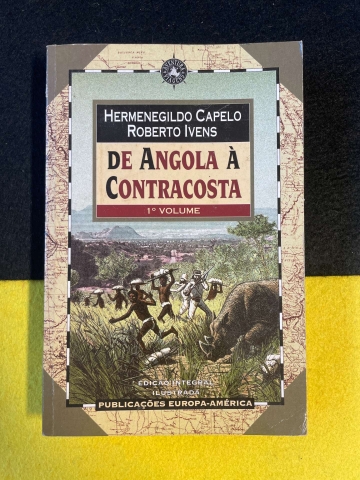 HERMENEGILDO CAPELO
ROBERTO IVENS
DE ANGOLA À
CONTRACOSTA
1º VOLUME
EDIÇÃO INTEGRAL
ILUSTRADA
PUBLICAÇÕES EUROPA-AMÉRICA